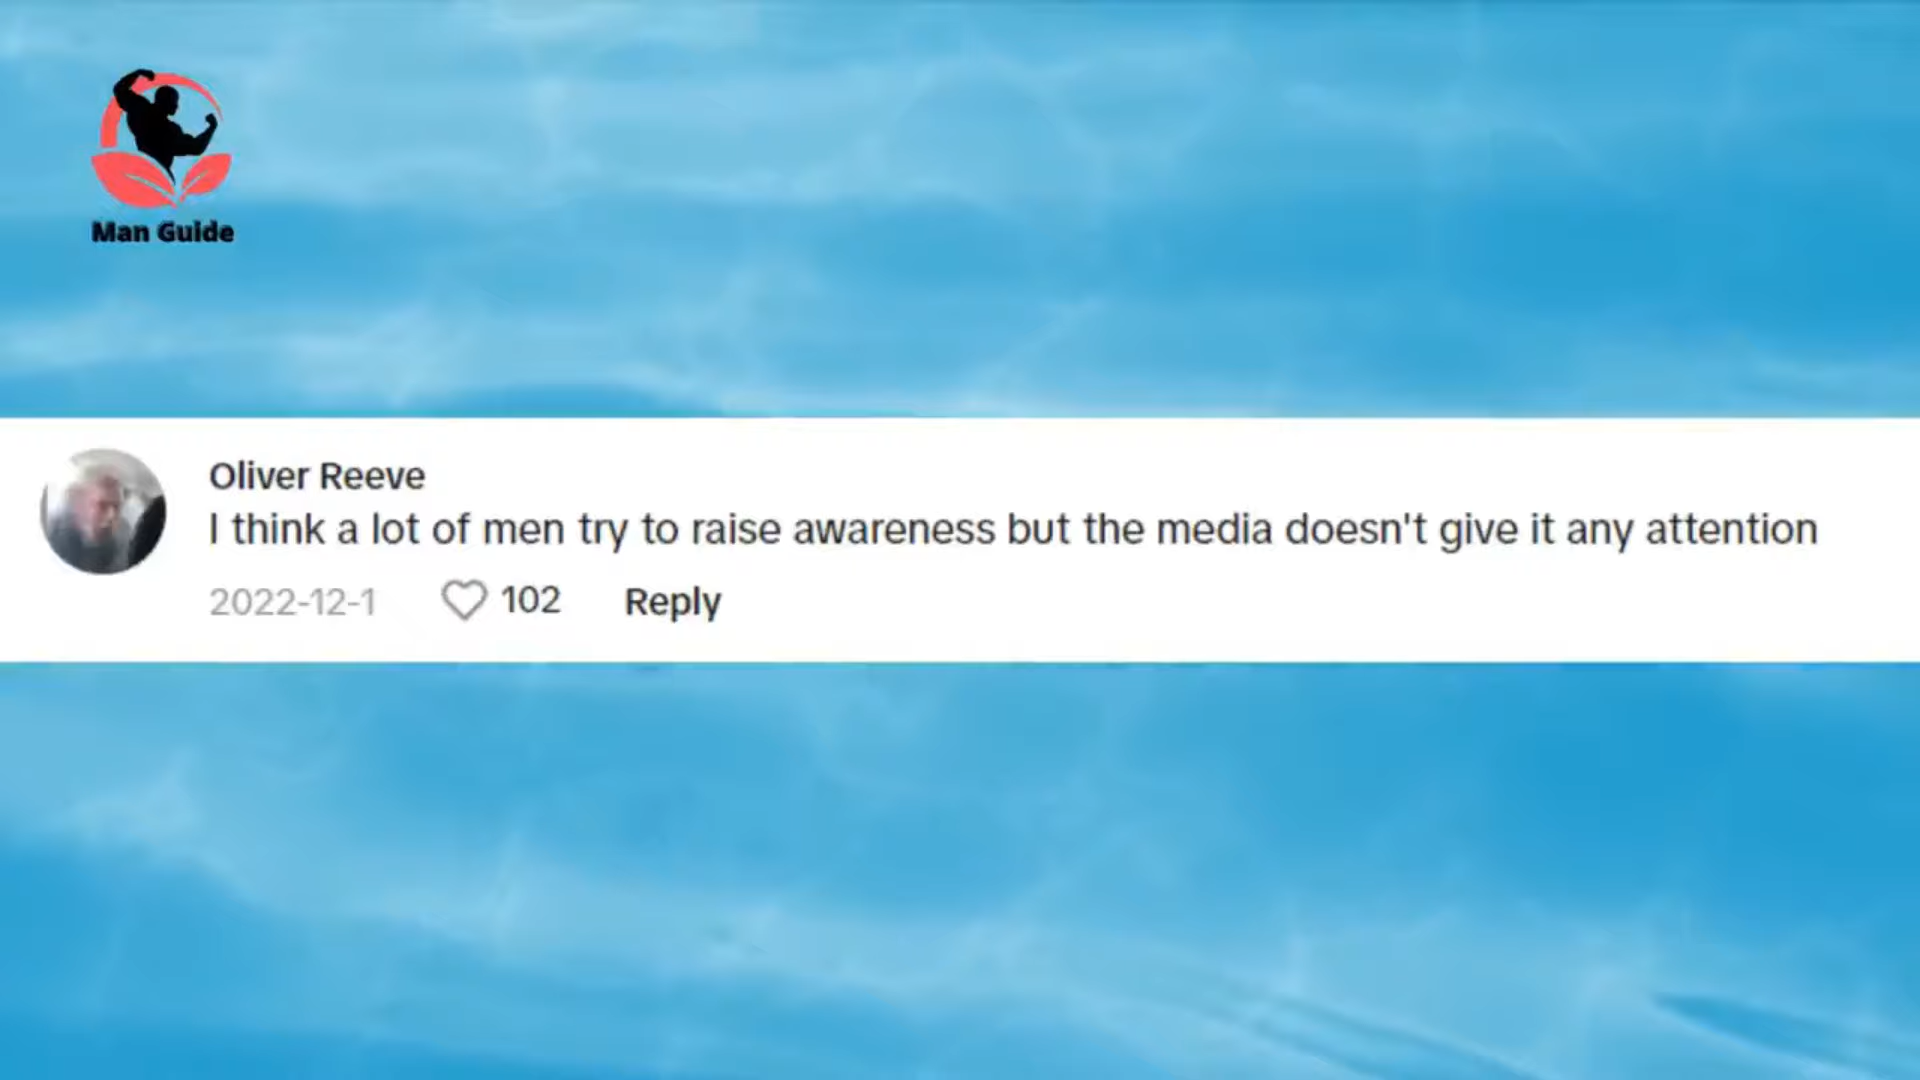 Man Guide
Oliver Reeve
I think a lot of men try to raise awareness but the media doesn't give it any attention
2022-12-1 102 Reply